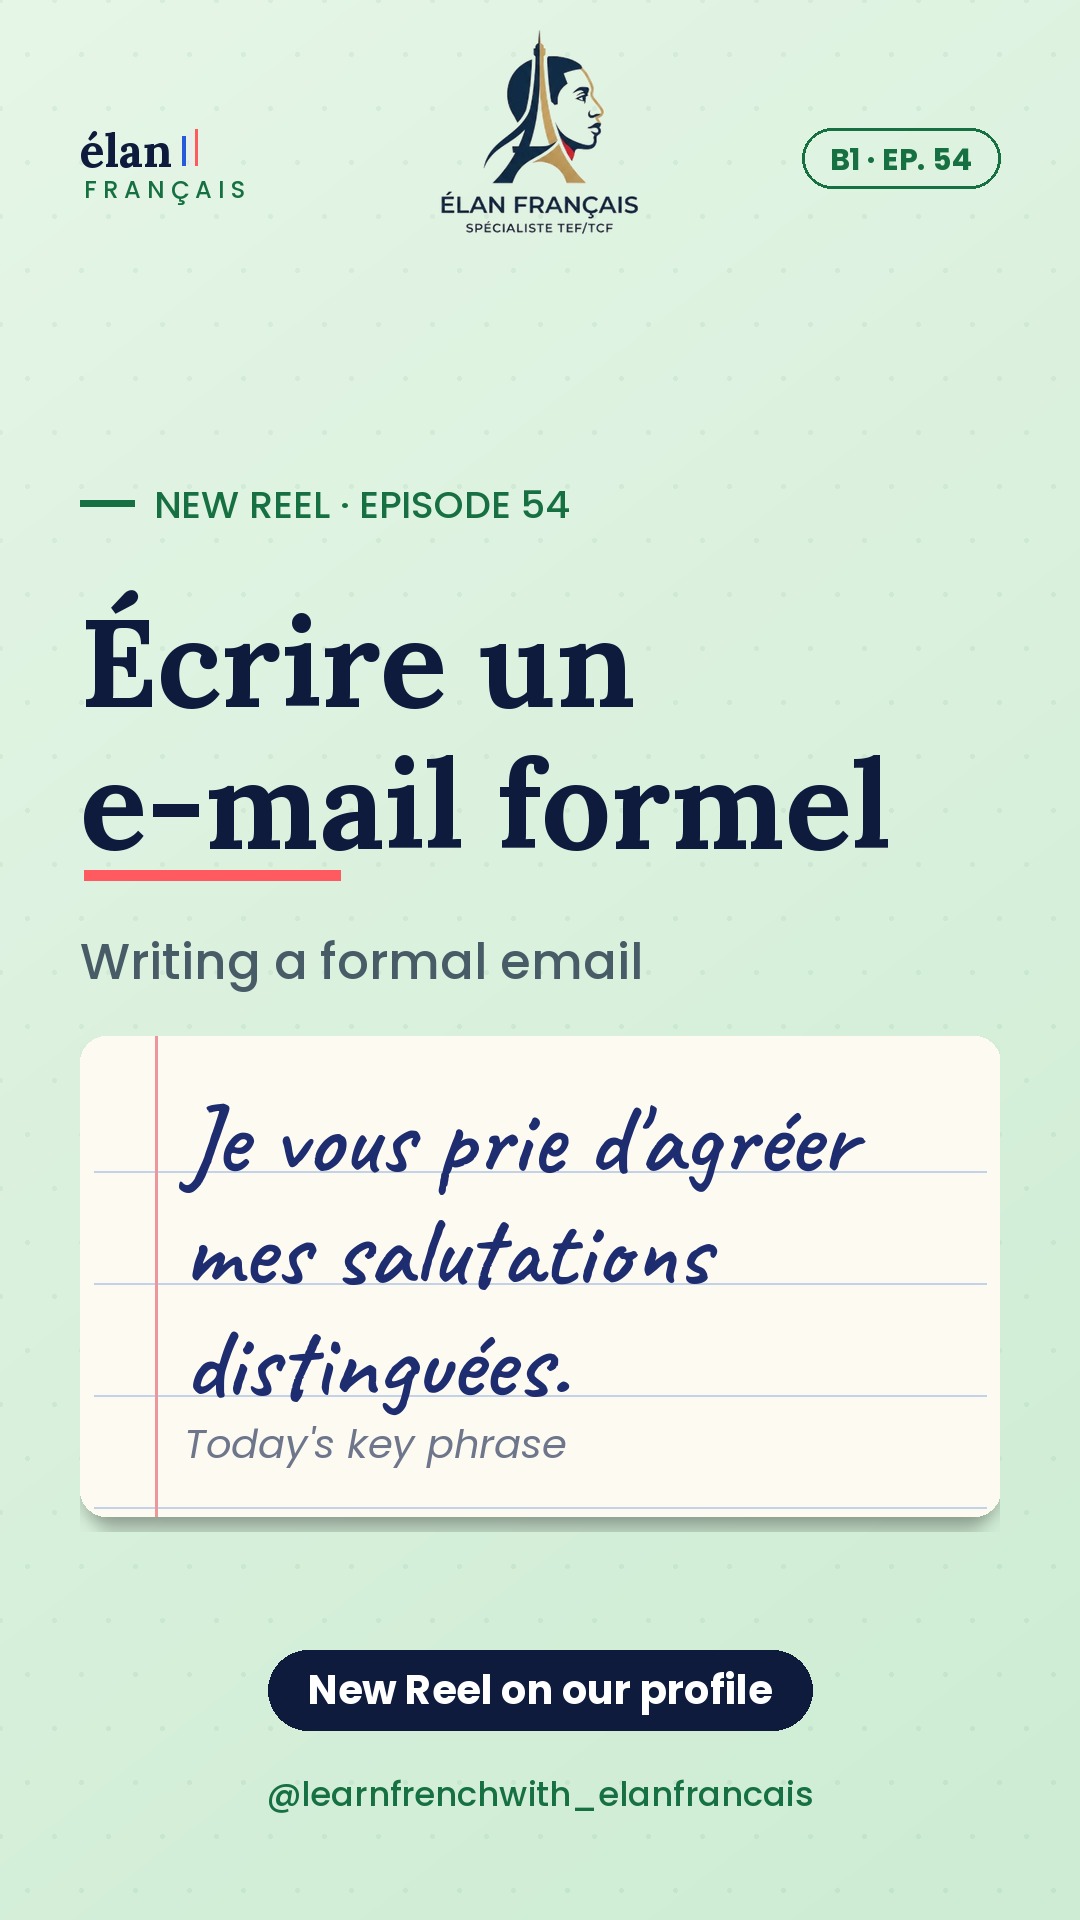 élan
FRANÇAIS
ÉLAN FRANÇAIS
SPÉCIALISTE TEF/TCF
B1 · EP. 54
NEW REEL · EPISODE 54
Écrire un
e-mail formel
Writing a formal email
Je vous prie d'agréer
mes salutations
distinguées.
Today's key phrase
New Reel on our profile
@learnfrenchwith_elanfrancais